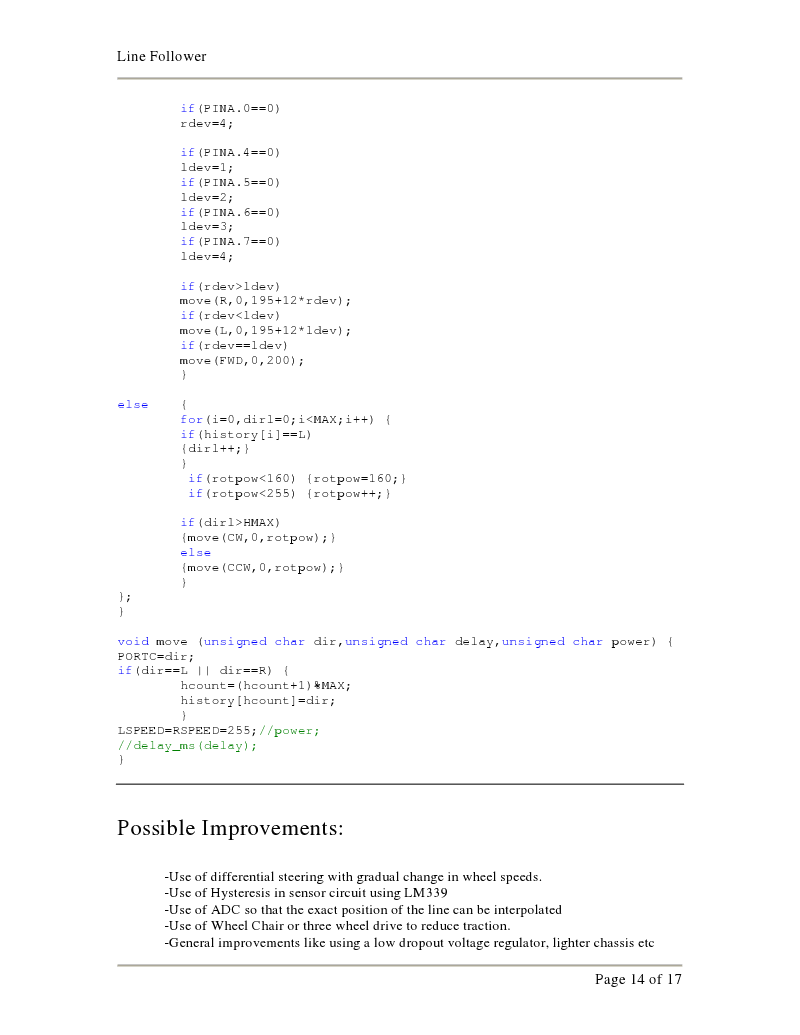 Line Follower
if(PINA.0==0)
rdev=4;
if(PINA.4==0)
ldev=1;
if(PINA.5==0)
ldev=2;
if(PINA.6==0)
ldev=3;
if(PINA.7==0)
ldev=4;
if(rdev>ldev)
move(R,0,195+12*rdev);
if(rdev<ldev)
move(L,0,195+12*ldev);
if(rdev==ldev)
move(FWD,0,200);
}
else {
for(i=0,dirl=0;i<MAX;i++) {
if(history[i]==L)
{dirl++;}
}
if(rotpow<160) {rotpow=160;}
if(rotpow<255) {rotpow++;}
if(dirl>HMAX)
{move(CW,0,rotpow);}
else
{move(CCW,0,rotpow);}
}
};
}
void move (unsigned char dir,unsigned char delay,unsigned char power) {
PORTC=dir;
if(dir==L || dir==R) {
hcount=(hcount+1)%MAX;
history[hcount]=dir;
}
LSPEED=RSPEED=255;//power;
//delay_ms(delay);
}
Possible Improvements:
-Use of differential steering with gradual change in wheel speeds.
-Use of Hysteresis in sensor circuit using LM339
-Use of ADC so that the exact position of the line can be interpolated
-Use of Wheel Chair or three wheel drive to reduce traction.
-General improvements like using a low dropout voltage regulator, lighter chassis etc
Page 14 of 17